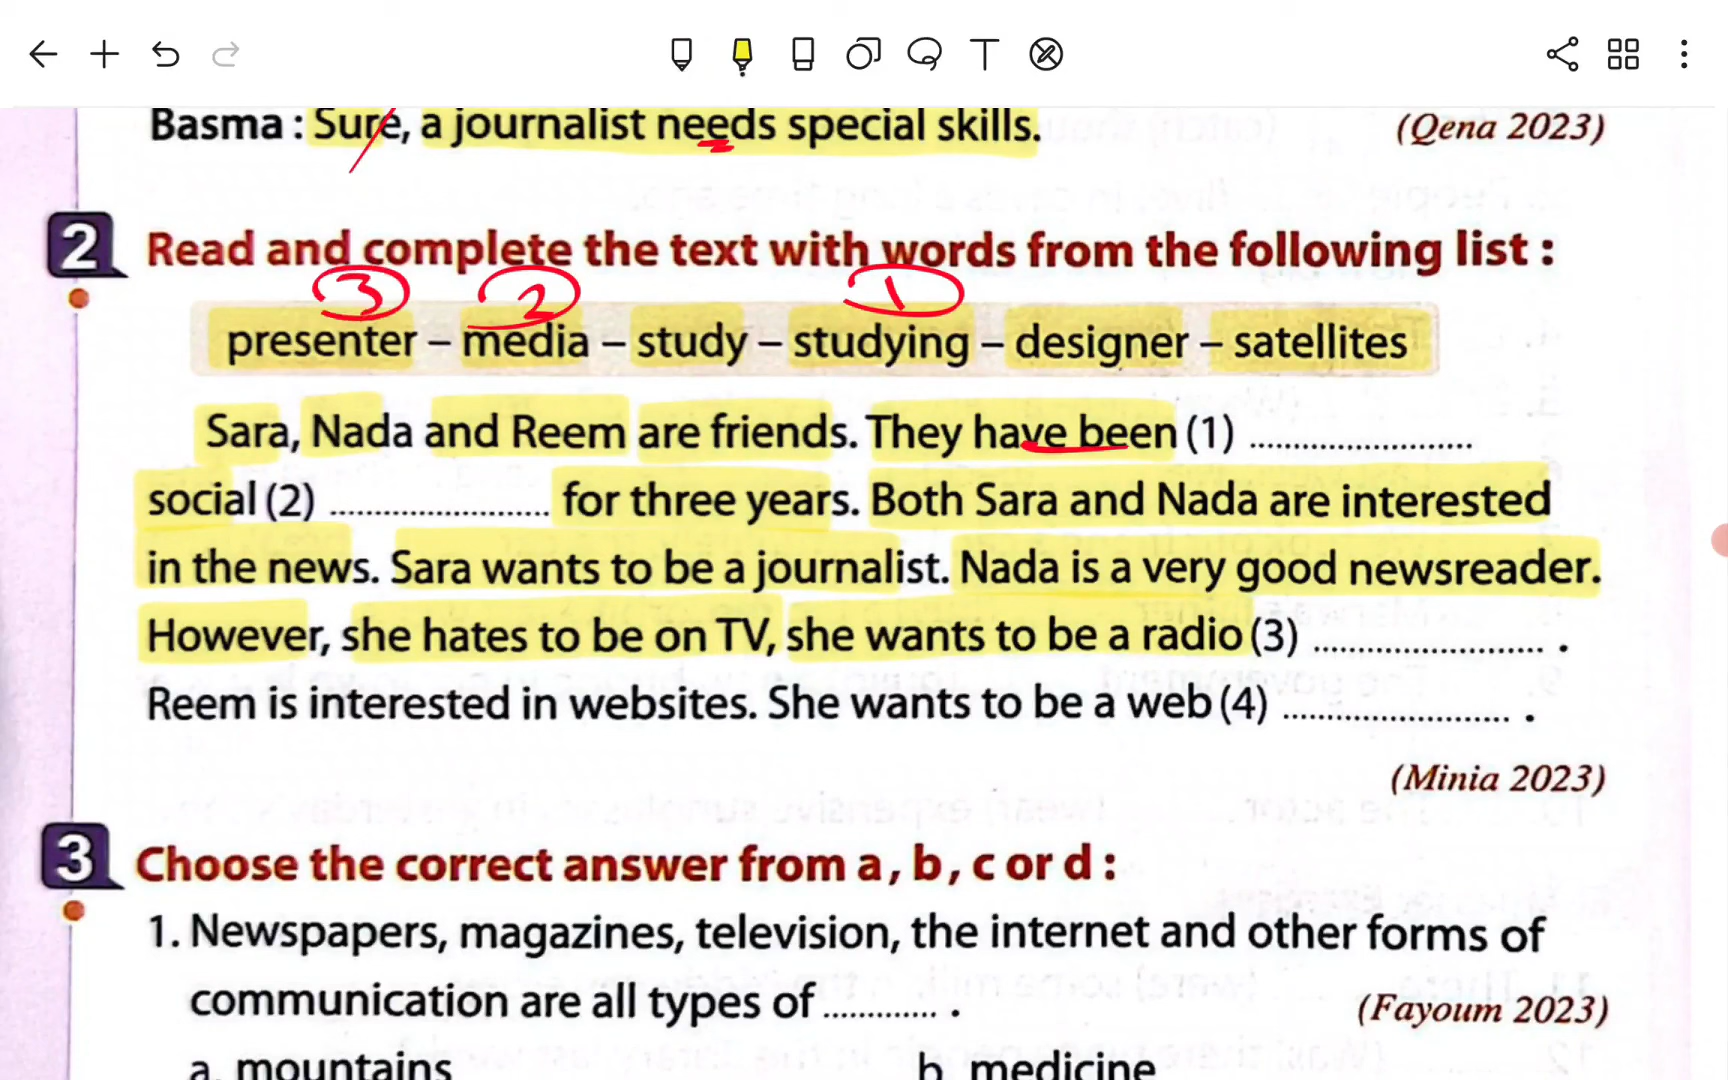 Basma : Sure, a journalist needs special skills. (Qena 2023)
2 Read and complete the text with words from the following list :
3 2 1
presenter – media – study – studying – designer – satellites
Sara, Nada and Reem are friends. They have been (1) ........................
social (2) ........................ for three years. Both Sara and Nada are interested
in the news. Sara wants to be a journalist. Nada is a very good newsreader.
However, she hates to be on TV, she wants to be a radio (3) ........................ .
Reem is interested in websites. She wants to be a web (4) ........................ .
(Minia 2023)
3 Choose the correct answer from a , b , c or d :
1. Newspapers, magazines, television, the internet and other forms of
communication are all types of ............. . (Fayoum 2023)
a. mountains b. medicine